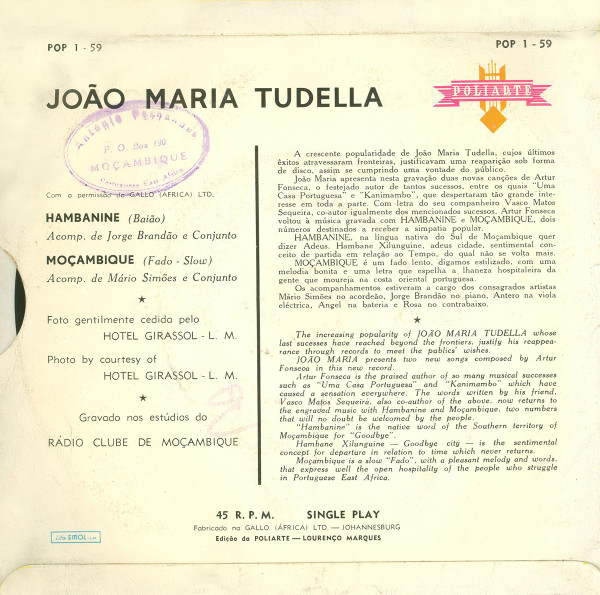 POP 1 - 59
POP 1 - 59
JOÃO MARIA TUDELLA
POLIARTE
António Fernandes
P. O. Box 190
MOÇAMBIQUE
Portuguese East Africa
Com a permissão de GALLO (AFRICA) LTD.
HAMBANINE (Baião)
Acomp. de Jorge Brandão e Conjunto
MOÇAMBIQUE (Fado - Slow)
Acomp. de Mário Simões e Conjunto
★
Foto gentilmente cedida pelo
HOTEL GIRASSOL - L. M.
Photo by courtesy of
HOTEL GIRASSOL - L. M.
★
Gravado nos estúdios do
RÁDIO CLUBE DE MOÇAMBIQUE
A crescente popularidade de João Maria Tudella, cujos últimos
êxitos atravessaram fronteiras, justificavam uma reaparição sob forma
de disco, assim se cumprindo uma vontade do público.
João Maria apresenta nesta gravação duas novas canções de Artur
Fonseca, o festejado autor de tantos sucessos, entre os quais "Uma
Casa Portuguesa" e "Kanimambo", que despertaram tão grande inte-
resse em toda a parte. Com letra do seu companheiro Vasco Matos
Sequeira, co-autor igualmente dos mencionados sucessos, Artur Fonseca
voltou à música gravada com HAMBANINE e MOÇAMBIQUE, dois
números destinados a receber a simpatia popular.
HAMBANINE, na língua nativa do Sul de Moçambique quer
dizer Adeus. Hambane Xilunguine, adeus cidade, sentimental con-
ceito de partida em relação ao Tempo, do qual não se volta mais.
MOÇAMBIQUE é um fado lento, digamos estilizado, com uma
melodia bonita e uma letra que espelha a lhaneza hospitaleira da
gente que moureja na costa oriental portuguesa.
Os acompanhamentos estiveram a cargo dos consagrados artistas
Mário Simões no acordeão, Jorge Brandão no piano, Antero na viola
eléctrica, Angel na bateria e Rosa no contrabaixo.
★
The increasing popularity of JOÃO MARIA TUDELLA whose
last successes have reached beyond the frontiers, justify his reappea-
rance through records to meet the publics' wishes.
JOÃO MARIA presents two new songs composed by Artur
Fonseca in this new record.
Artur Fonseca is the praised author of so many musical successes
such as "Uma Casa Portuguesa" and "Kanimambo" which have
caused a sensation everywhere. The words written by his friend,
Vasco Matos Sequeira, also co-author of the above, now returns to
the engraved music with Hambanine and Moçambique, two numbers
that will no doubt be welcomed by the people.
"Hambanine" is the native word of the Southern territory of
Moçambique for "Goodbye".
Hambane Xilunguine — Goodbye city — is the sentimental
concept for departure in relation to time which never returns.
Moçambique is a slow "Fado", with a pleasant melody and words,
that express well the open hospitality of the people who struggle
in Portuguese East Africa.
45 R. P. M. SINGLE PLAY
Fabricado na GALLO (ÁFRICA) LTD. — JOHANNESBURG
Edição da POLIARTE — LOURENÇO MARQUES
EMOL